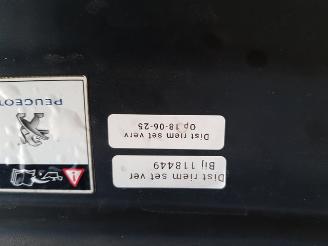 Dist riem set ver
Bij 118449
Dist riem set verv
Op 18-06-25
PEUGEOT